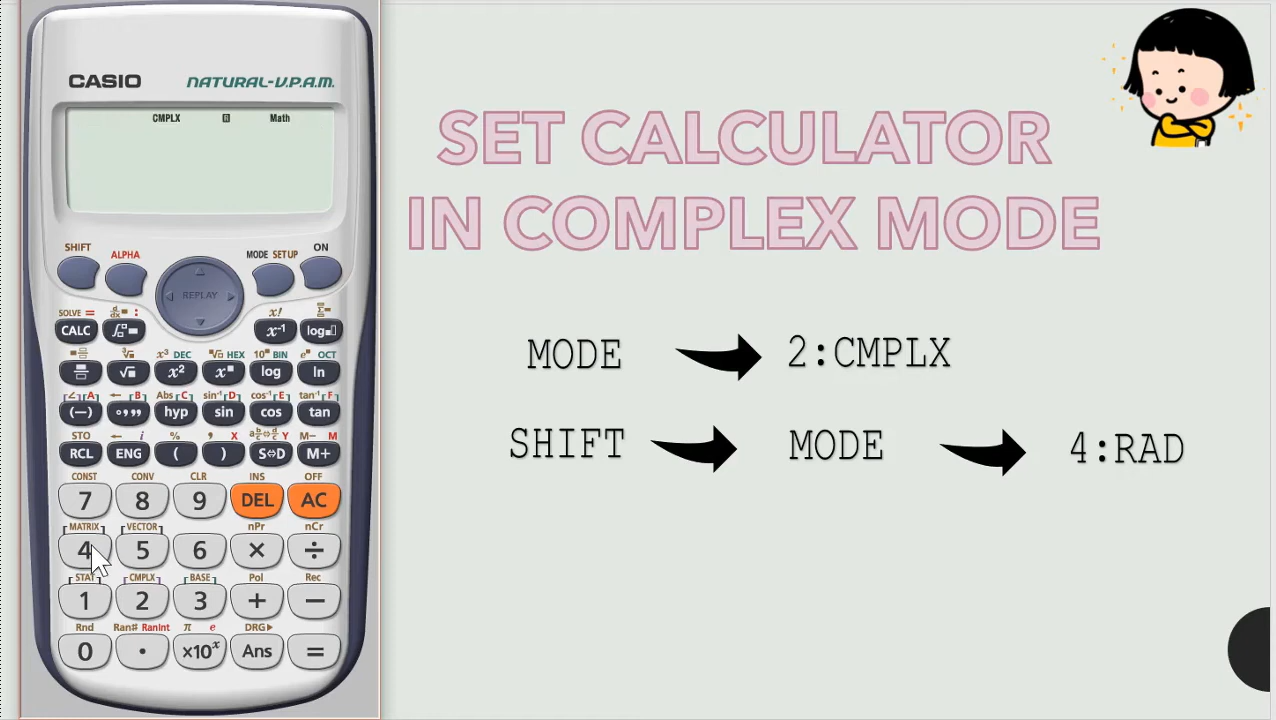 CASIO NATURAL-V.P.A.M.
CMPLX R Math
SET CALCULATOR
IN COMPLEX MODE
MODE 2:CMPLX
SHIFT MODE 4:RAD
SHIFT ALPHA MODE SETUP ON
REPLAY
SOLVE = d/dx : x! Σ
CALC x⁻¹ log
x³ DEC HEX 10 BIN e OCT
x² log ln
∠ [A] ← [B] Abs [C] sin⁻¹ [D] cos⁻¹ [E] tan⁻¹ [F]
(−) hyp sin cos tan
STO ← i % , X Y M− M
RCL ENG ( ) S⇔D M+
CONST CONV CLR INS OFF
7 8 9 DEL AC
MATRIX VECTOR nPr nCr
4 5 6 × ÷
STAT CMPLX BASE Pol Rec
1 2 3 + −
Rnd Ran# RanInt π e DRG▶
0 . ×10ˣ Ans =